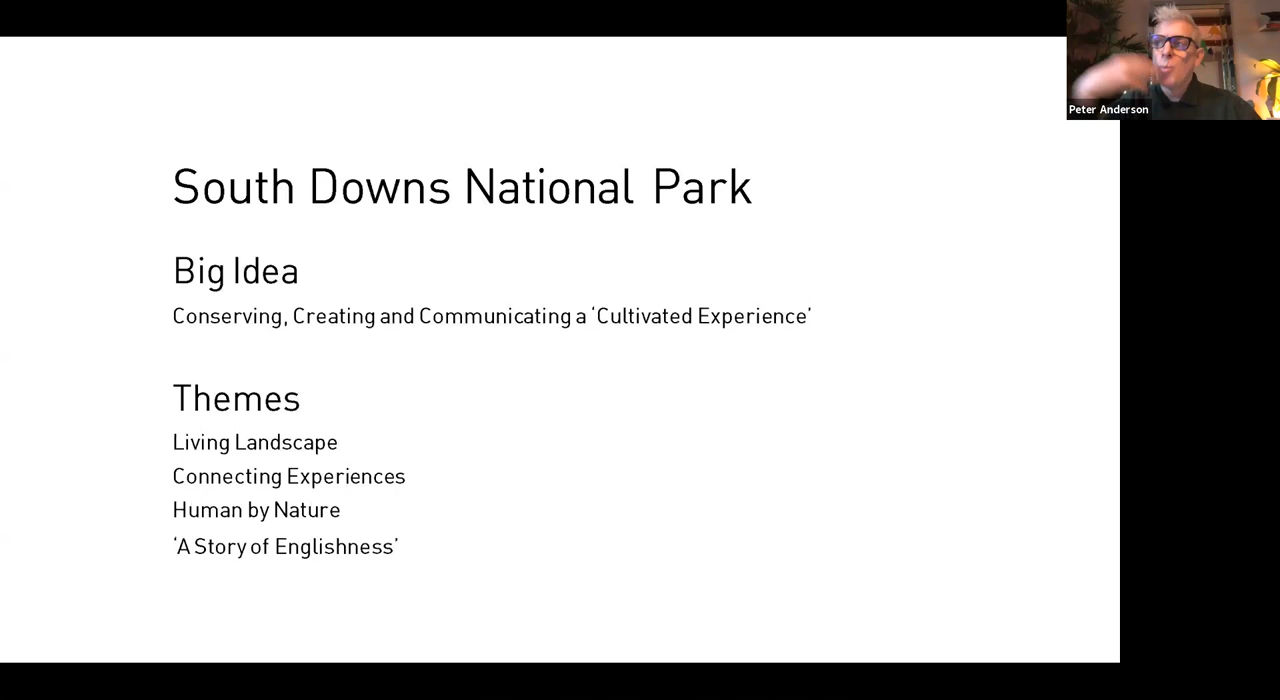 South Downs National Park
Big Idea
Conserving, Creating and Communicating a ‘Cultivated Experience’
Themes
Living Landscape
Connecting Experiences
Human by Nature
‘A Story of Englishness’
Peter Anderson